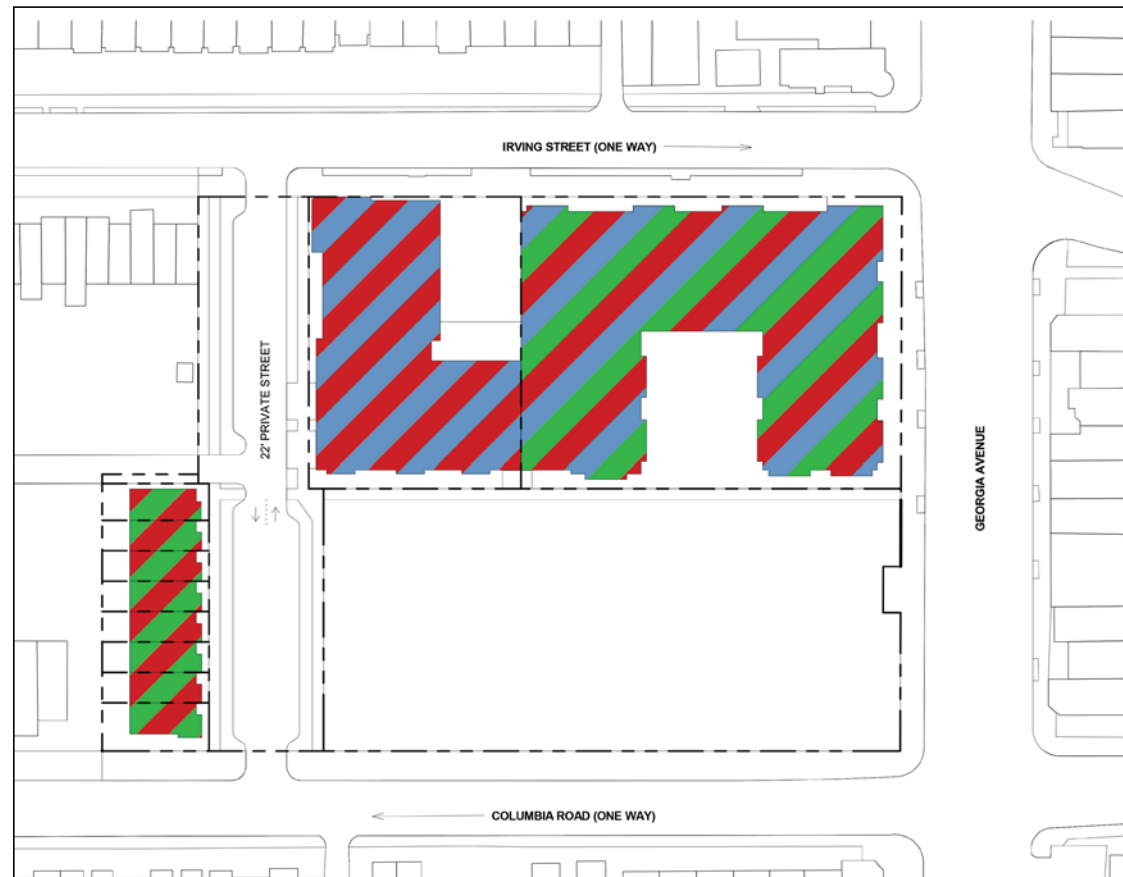 IRVING STREET (ONE WAY)
22' PRIVATE STREET
GEORGIA AVENUE
COLUMBIA ROAD (ONE WAY)